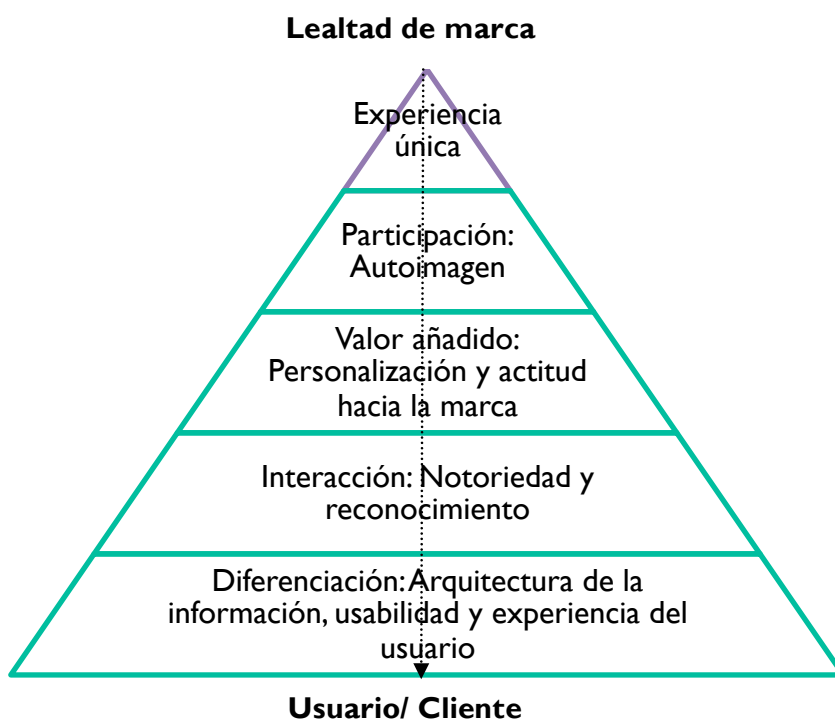 Lealtad de marca
Experiencia
única
Participación:
Autoimagen
Valor añadido:
Personalización y actitud
hacia la marca
Interacción: Notoriedad y
reconocimiento
Diferenciación: Arquitectura de la
información, usabilidad y experiencia del
usuario
Usuario/ Cliente